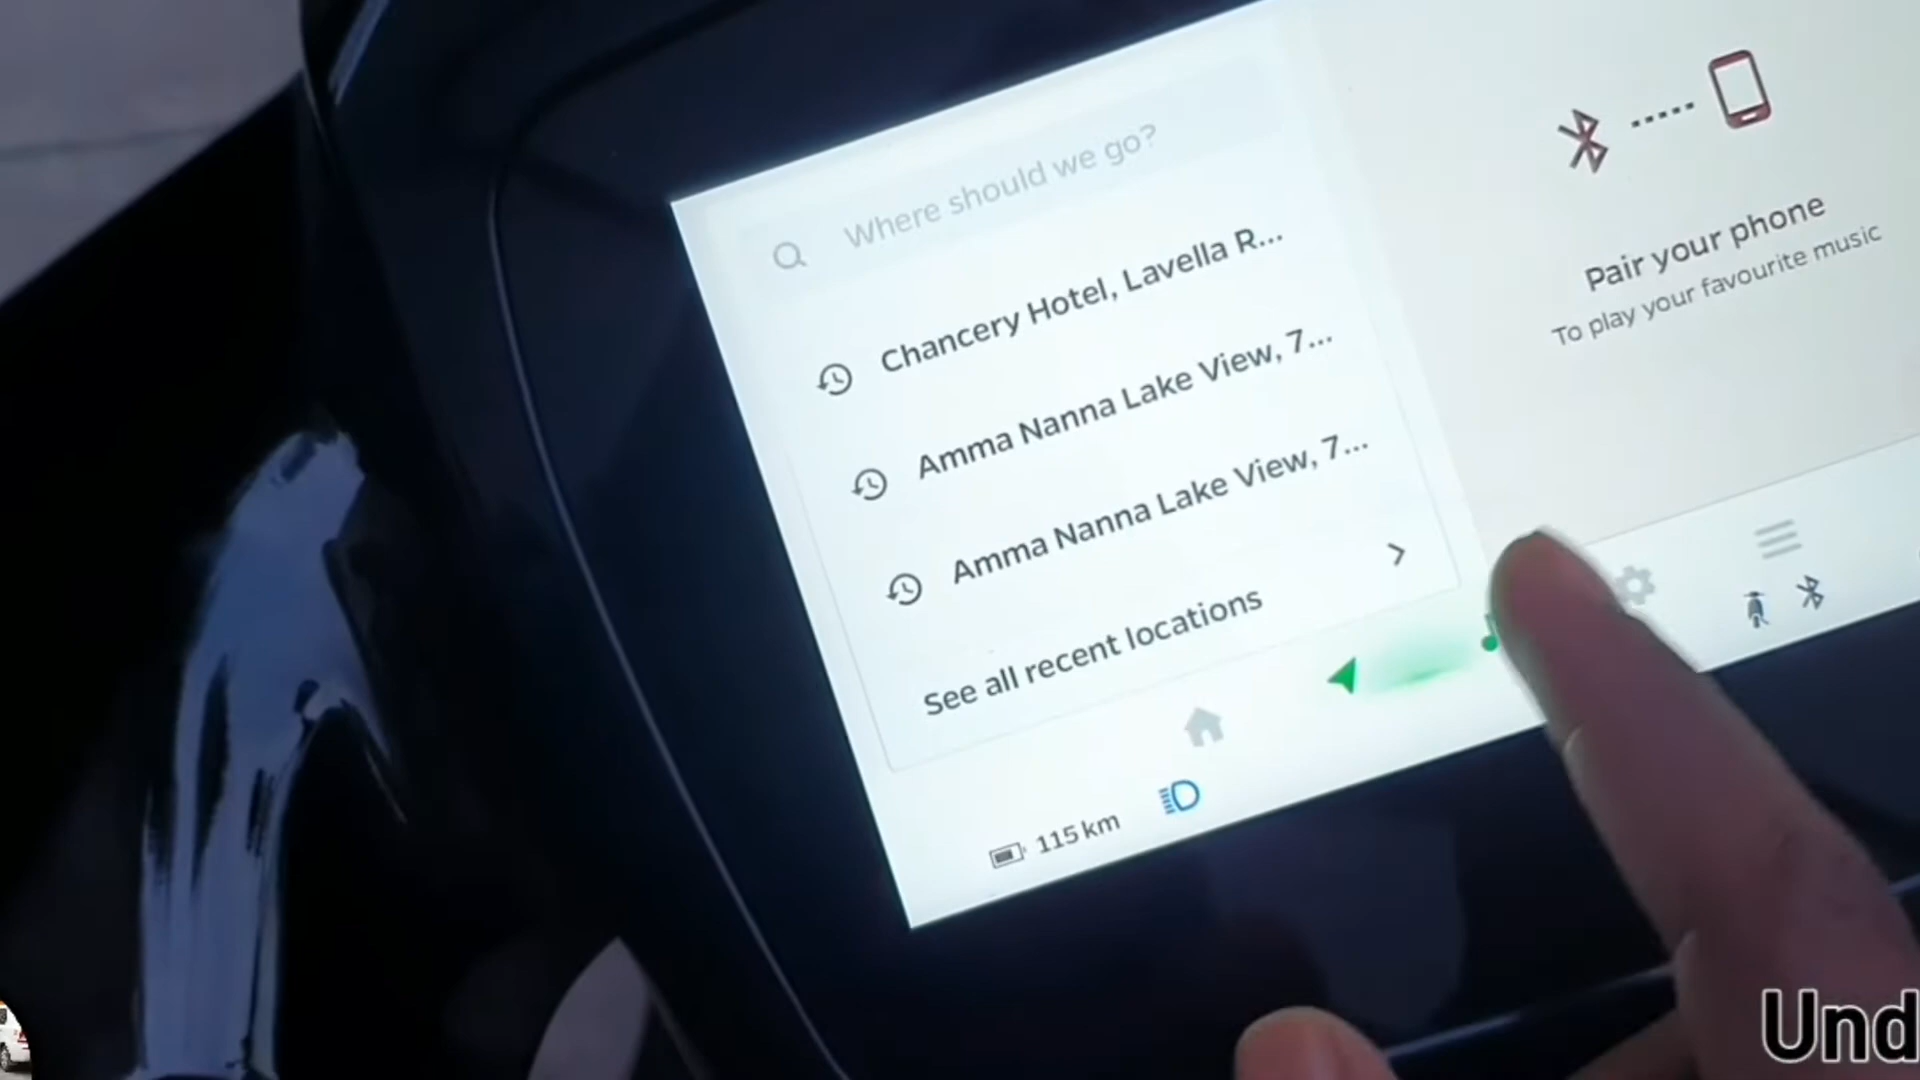 Where should we go?
Chancery Hotel, Lavella R...
Amma Nanna Lake View, 7...
Amma Nanna Lake View, 7...
See all recent locations
115 km
Pair your phone
To play your favourite music
Und